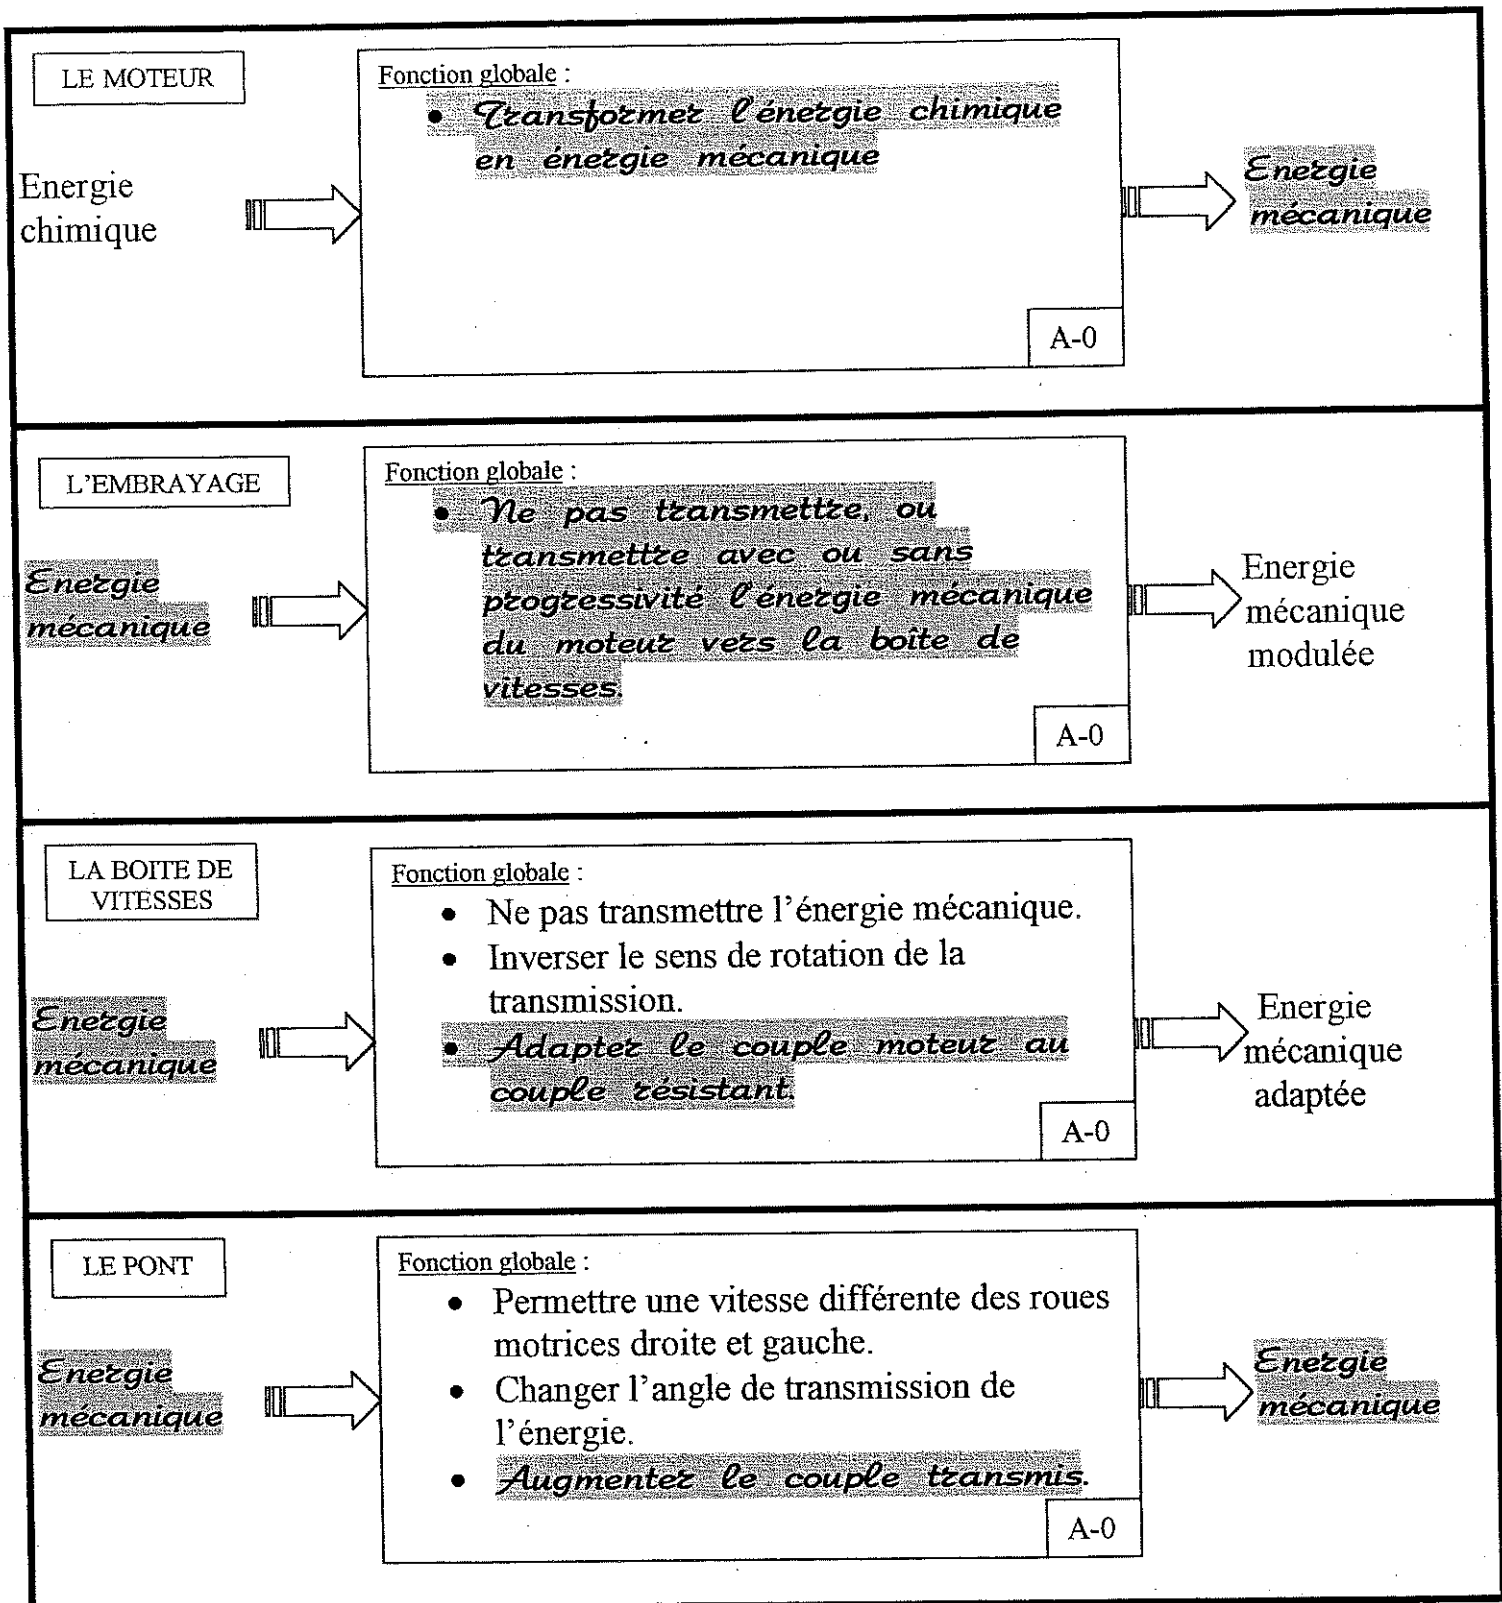 LE MOTEUR
Fonction globale :
• Transformer l'énergie chimique
en énergie mécanique
Energie
chimique
Energie
mécanique
A-0
L'EMBRAYAGE
Fonction globale :
• Ne pas transmettre, ou
transmettre avec ou sans
progressivité l'énergie mécanique
du moteur vers la boîte de
vitesses.
Energie
mécanique
Energie
mécanique
modulée
A-0
LA BOITE DE
VITESSES
Fonction globale :
• Ne pas transmettre l'énergie mécanique.
• Inverser le sens de rotation de la
transmission.
• Adapter le couple moteur au
couple résistant.
Energie
mécanique
Energie
mécanique
adaptée
A-0
LE PONT
Fonction globale :
• Permettre une vitesse différente des roues
motrices droite et gauche.
• Changer l'angle de transmission de
l'énergie.
• Augmenter le couple transmis.
Energie
mécanique
Energie
mécanique
A-0